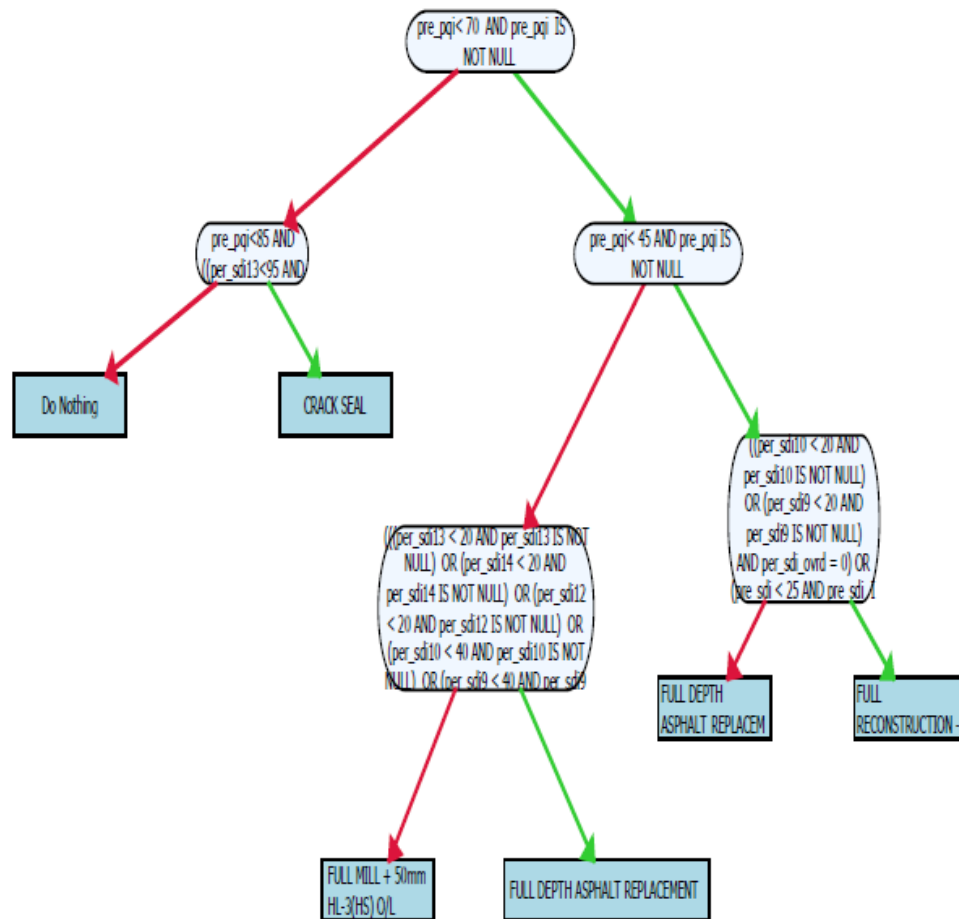 pre_pqi< 70 AND pre_pqi IS
NOT NULL
pre_pqi<85 AND
((per_sdi13<95 AND
pre_pqi< 45 AND pre_pqi IS
NOT NULL
Do Nothing
CRACK SEAL
((per_sdi10 < 20 AND
per_sdi10 IS NOT NULL)
OR (per_sdi9 < 20 AND
per_sdi9 IS NOT NULL)
AND per_sdi_ovrd = 0) OR
(pre_sdi < 25 AND pre_sdi
(((per_sdi13 < 20 AND per_sdi13 IS NOT
NULL) OR (per_sdi14 < 20 AND
per_sdi14 IS NOT NULL) OR (per_sdi12
< 20 AND per_sdi12 IS NOT NULL) OR
(per_sdi10 < 40 AND per_sdi10 IS NOT
NULL) OR (per_sdi9 < 40 AND per_sdi9
FULL DEPTH
ASPHALT REPLACEM
FULL
RECONSTRUCTION -
FULL MILL + 50mm
HL-3(HS) O/L
FULL DEPTH ASPHALT REPLACEMENT